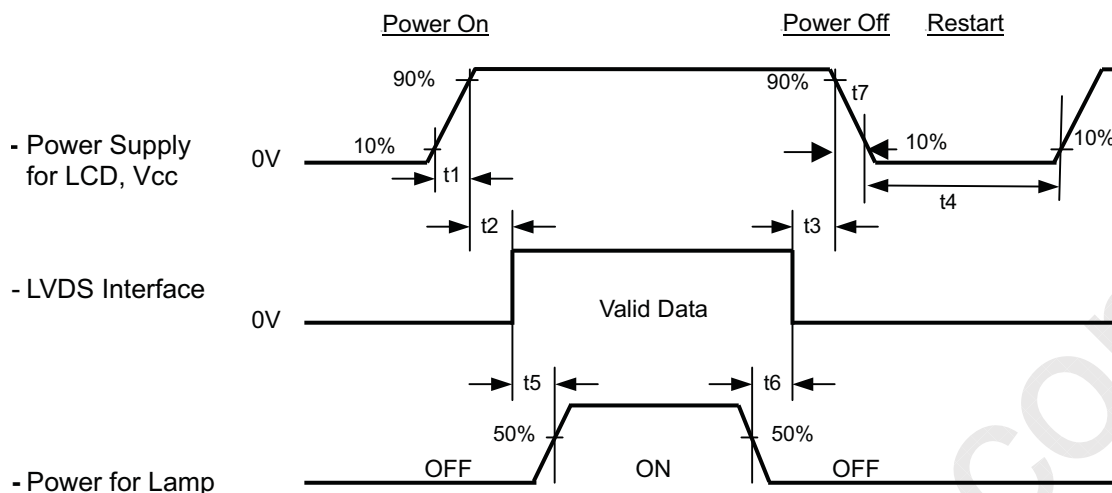 Power On
Power Off
Restart
90%
90%
t7
- Power Supply
for LCD, Vcc
0V
10%
10%
10%
t1
t4
t2
t3
- LVDS Interface
Valid Data
0V
t5
t6
50%
50%
- Power for Lamp
OFF
ON
OFF
com